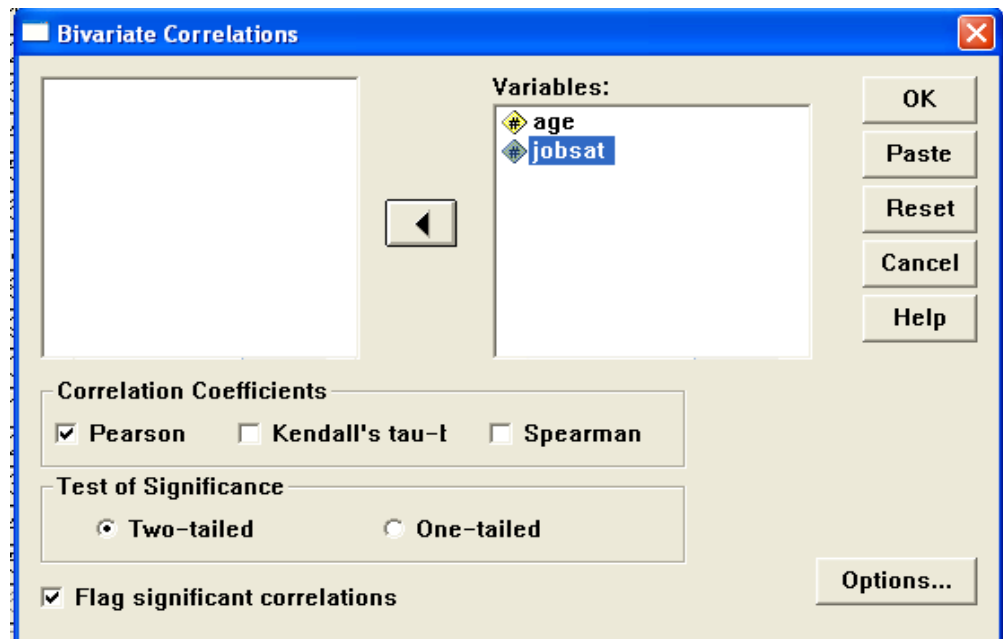 Bivariate Correlations
Variables:
# age
# jobsat
OK
Paste
Reset
Cancel
Help
Correlation Coefficients
Pearson Kendall's tau-t Spearman
Test of Significance
Two-tailed One-tailed
Flag significant correlations
Options...